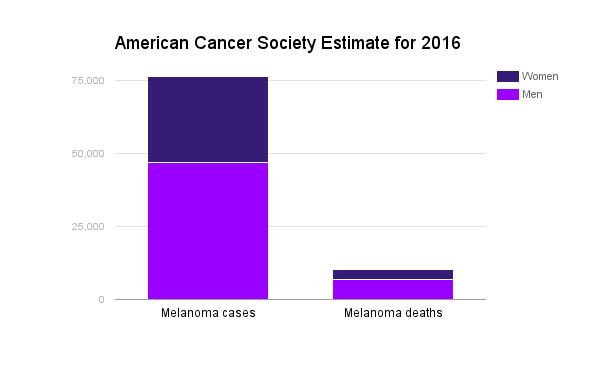 American Cancer Society Estimate for 2016
75,000
50,000
25,000
0
Women
Men
Melanoma cases
Melanoma deaths